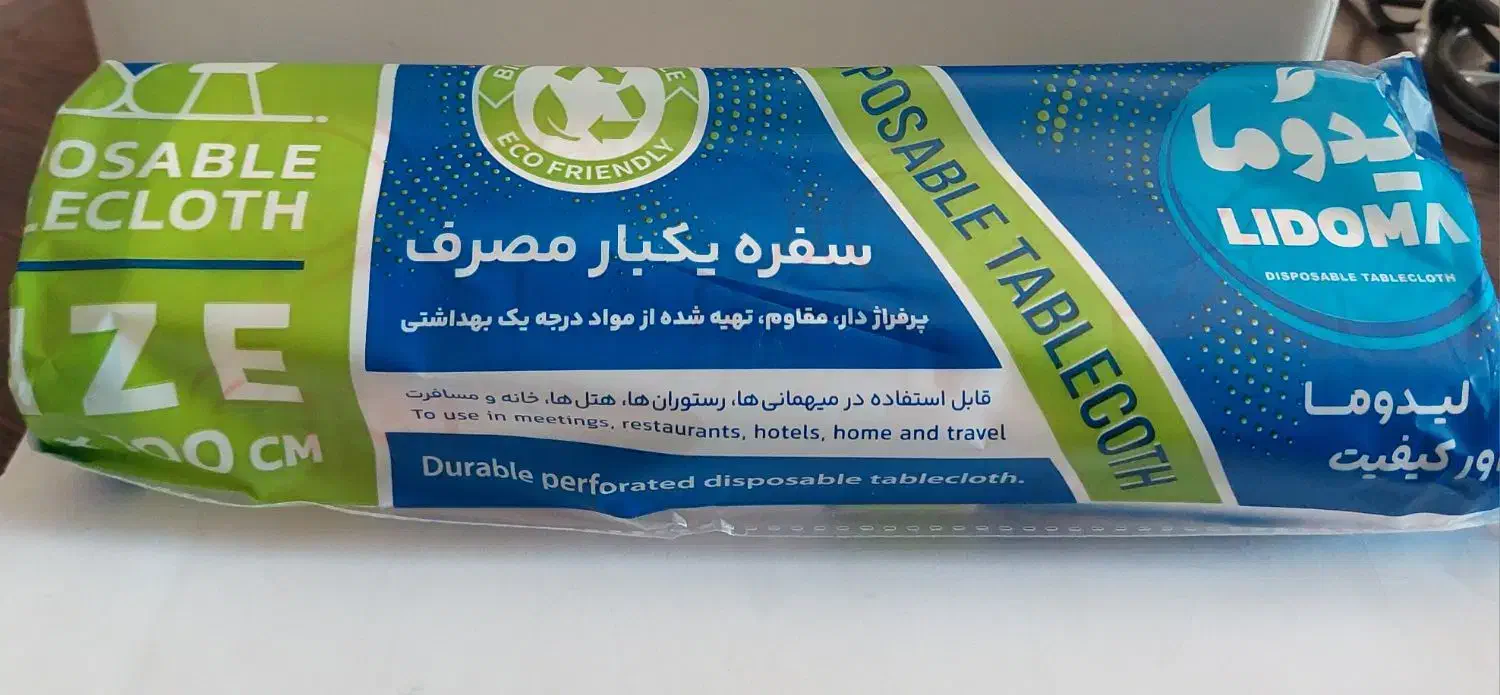 OSABLE
LECLOTH
ZE
00 CM
ECO FRIENDLY
سفره یکبار مصرف
پرفراژ دار، مقاوم، تهیه شده از مواد درجه یک بهداشتی
قابل استفاده در میهمانی ها، رستوران ها، هتل ها، خانه و مسافرت
To use in meetings, restaurants, hotels, home and travel
Durable perforated disposable tablecloth.
POSABLE TABLECOTH
لیدوما
LIDOMA
DISPOSABLE TABLECLOTH
لیدوما
کیفیت